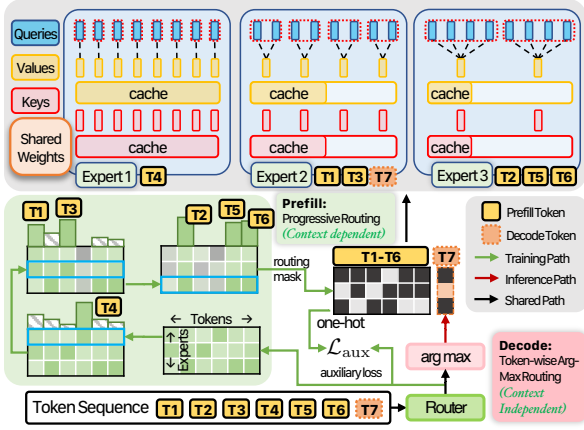 Queries
Values
Keys
Shared
Weights
cache
cache
cache
cache
cache
cache
Expert 1 T4
Expert 2 T1 T3 T7
Expert 3 T2 T5 T6
T1 T3
T2 T5 T6
T4
Prefill:
Progressive Routing
(Context dependent)
routing
mask
T1-T6 T7
Prefill Token
Decode Token
Training Path
Inference Path
Shared Path
← Tokens →
← Experts →
one-hot
ℒaux
auxiliary loss
arg max
Decode:
Token-wise Arg-
Max Routing
(Context
Independent)
Token Sequence T1 T2 T3 T4 T5 T6 T7
Router